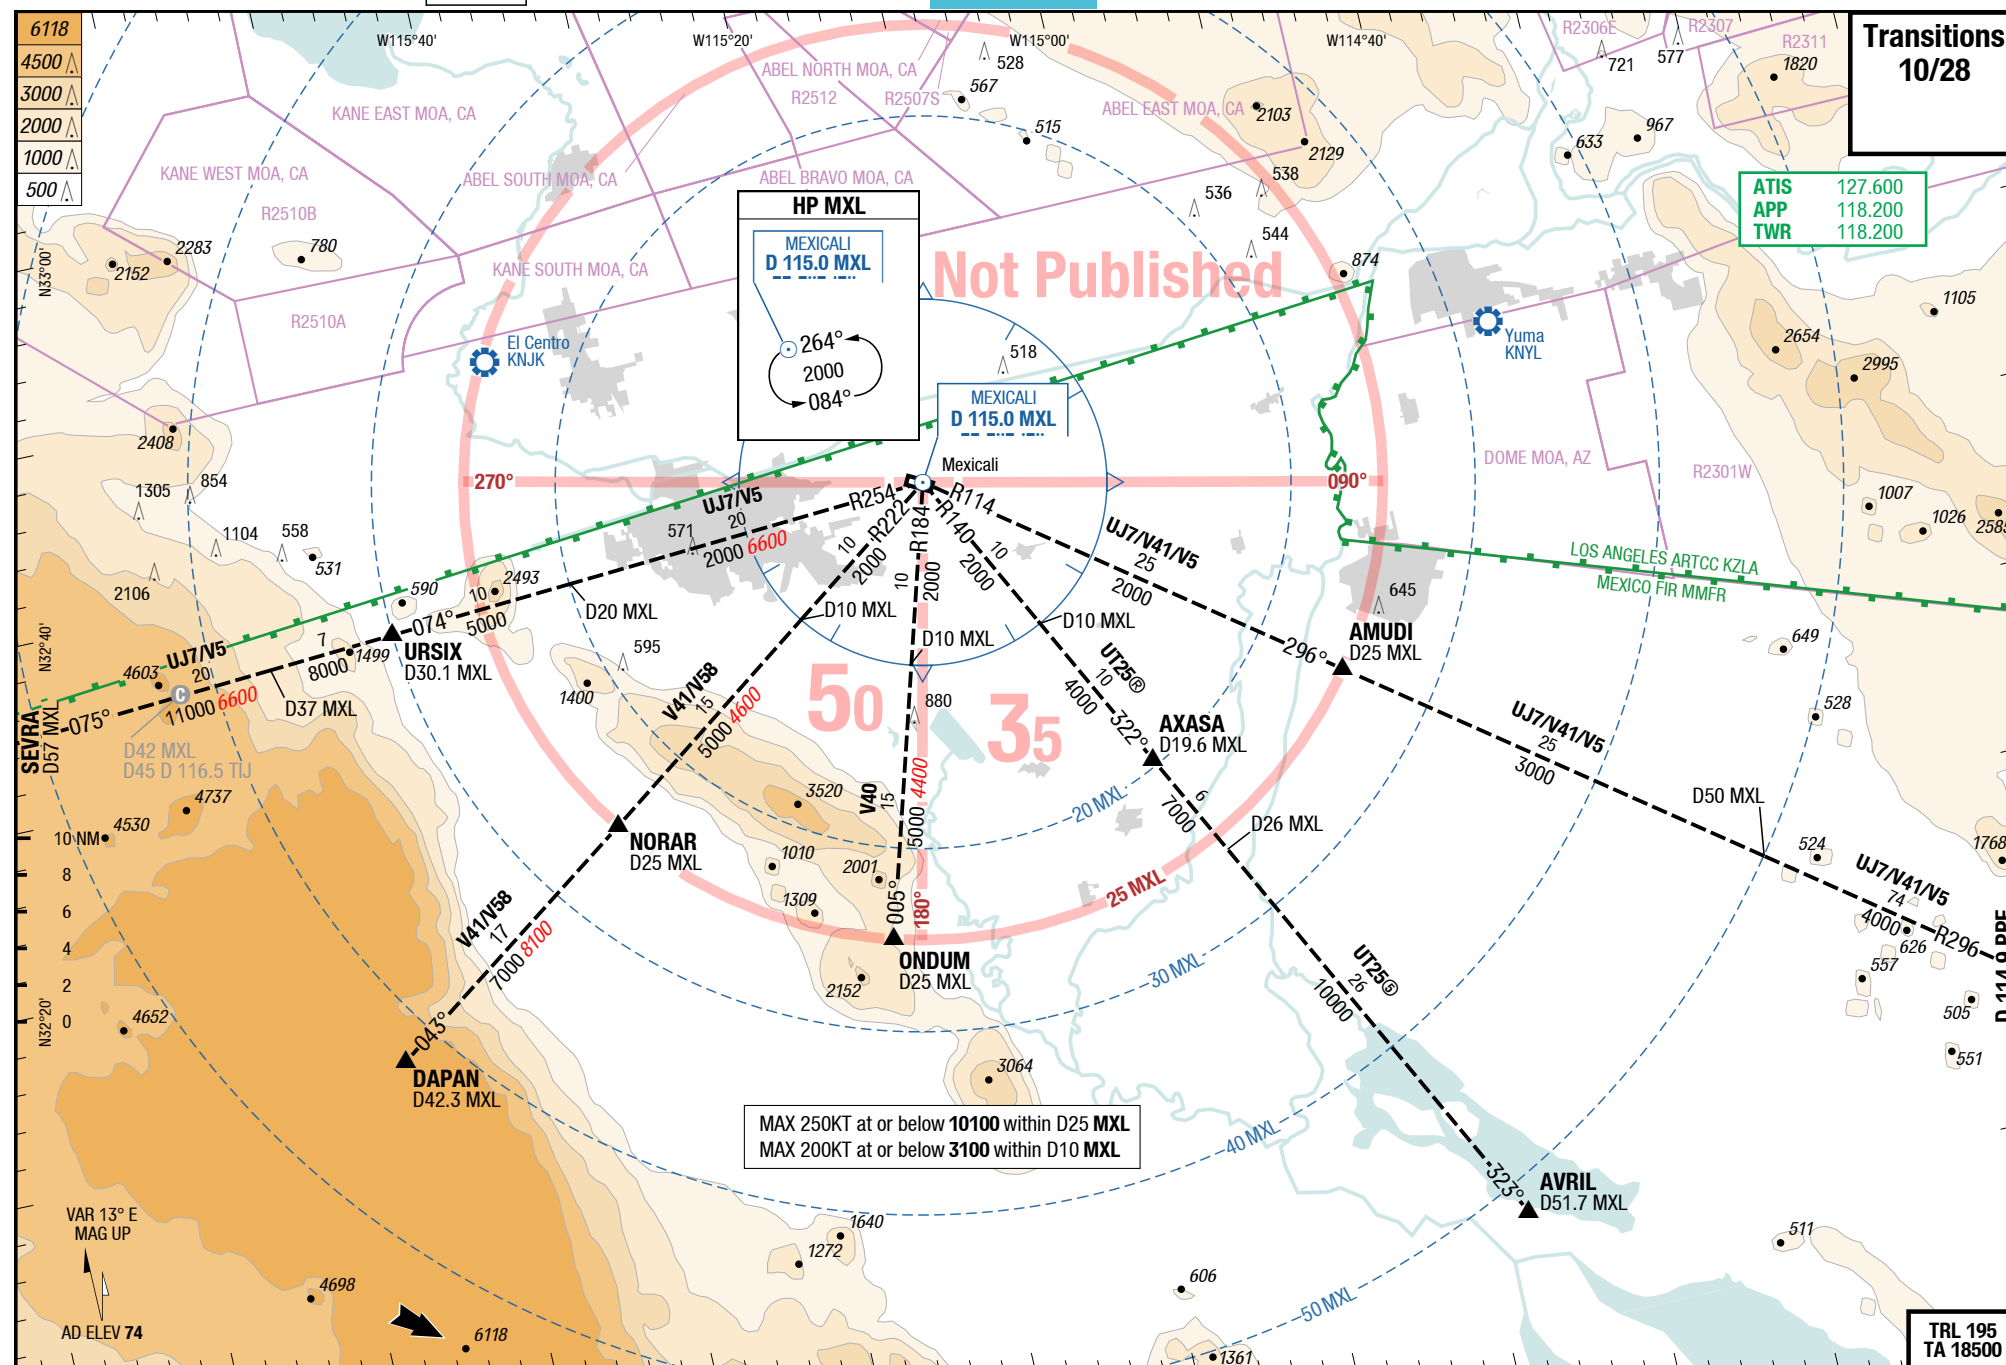 6118
4500
3000
2000
1000
500
W115°40'
W115°20'
W115°00'
W114°40'
Transitions
10/28
ATIS 127.600
APP 118.200
TWR 118.200
R2306E
R2307
R2311
721
577
1820
528
567
515
2103
2129
633
967
538
536
544
874
1105
2654
2995
KANE EAST MOA, CA
KANE WEST MOA, CA
R2510B
R2510A
ABEL NORTH MOA, CA
R2512
R2507S
ABEL EAST MOA, CA
ABEL SOUTH MOA, CA
ABEL BRAVO MOA, CA
KANE SOUTH MOA, CA
N33°00'
2283
2152
780
HP MXL
MEXICALI
D 115.0 MXL
264°
2000
084°
Not Published
El Centro
KNJK
Yuma
KNYL
518
MEXICALI
D 115.0 MXL
Mexicali
2408
1305
854
1104
558
531
2106
590
2493
571
270°
090°
DOME MOA, AZ
R2301W
1007
1026
2585
LOS ANGELES ARTCC KZLA
MEXICO FIR MMFR
645
649
528
R254
UJ7/V5
20
2000 6600
D20 MXL
10
5000
074°
URSIX
D30.1 MXL
7
8000
1499
D37 MXL
UJ7/V5
20
11000 6600
4603
C
D42 MXL
D45 D 116.5 TIJ
075°
SEVRA
D57 MXL
N32°40'
R222
10
2000
D10 MXL
V41/V58
15
5000 4600
NORAR
D25 MXL
V41/V58
17
7000 8100
043°
DAPAN
D42.3 MXL
R184
10
2000
D10 MXL
V40
15
5000 4400
005°
180°
ONDUM
D25 MXL
R140
10
2000
D10 MXL
UT25Ⓡ
10
4000
322°
AXASA
D19.6 MXL
6
7000
D26 MXL
UT25⑤
26
10000
323°
AVRIL
D51.7 MXL
R114
UJ7/V41/V5
25
2000
296°
AMUDI
D25 MXL
UJ7/V41/V5
25
3000
D50 MXL
UJ7/V41/V5
74
4000
R296
50
35
595
1400
880
3520
1010
2001
1309
2152
3064
20 MXL
25 MXL
30 MXL
40 MXL
50 MXL
524
1768
626
557
505
551
511
4737
4530
4652
10 NM
8
6
4
2
0
N32°20'
MAX 250KT at or below 10100 within D25 MXL
MAX 200KT at or below 3100 within D10 MXL
VAR 13° E
MAG UP
AD ELEV 74
4698
6118
1640
1272
606
1361
TRL 195
TA 18500